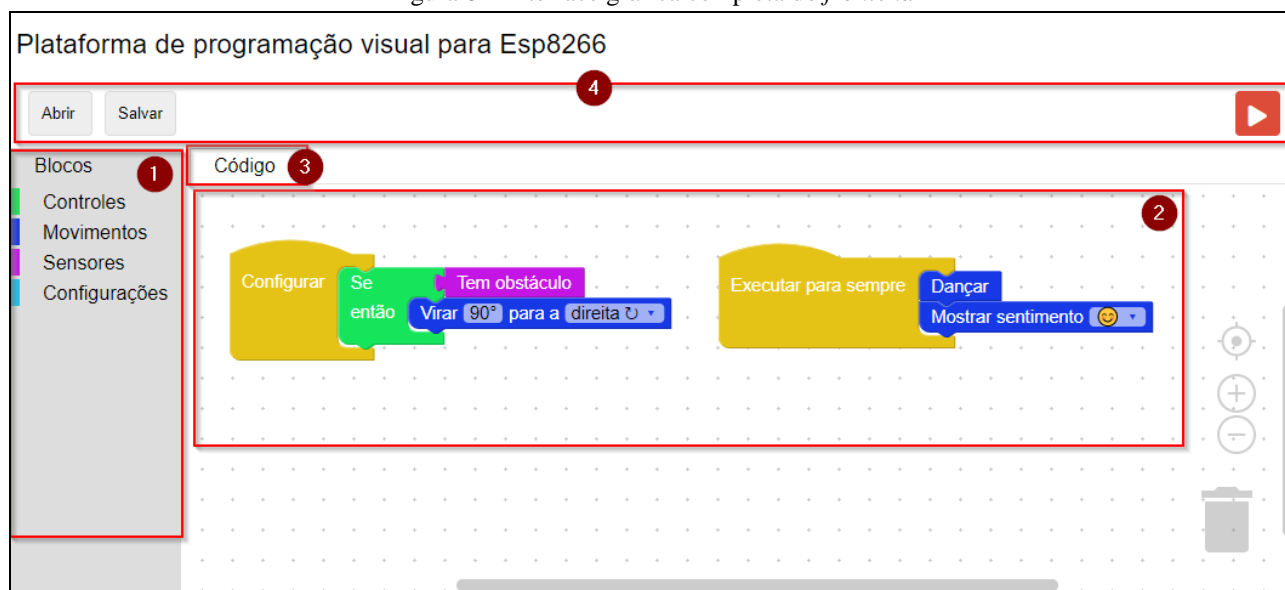 Plataforma de programação visual para Esp8266
4
Abrir Salvar
Blocos 1
Código 3
2
Controles
Movimentos
Sensores
Configurações
Configurar Se Tem obstáculo
então Virar 90° para a direita ↻
Executar para sempre Dançar
Mostrar sentimento 😊